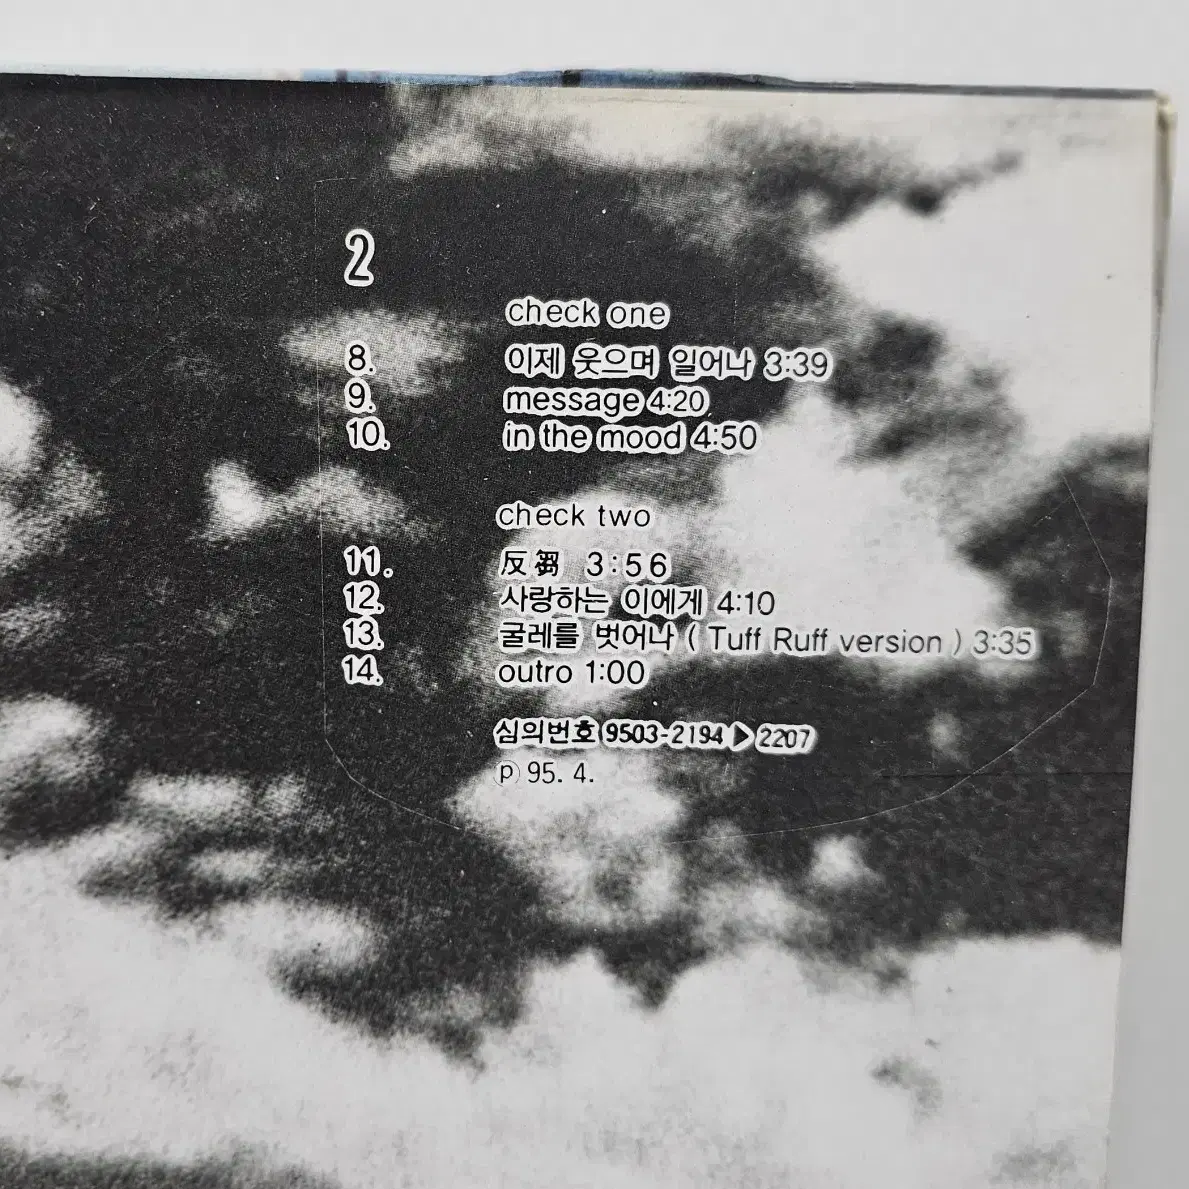 2
check one
8. 이제 웃으며 일어나 3:39
9. message 4:20
10. in the mood 4:50
check two
11. 反芻 3:56
12. 사랑하는 이에게 4:10
13. 굴레를 벗어나 ( Tuff Ruff version ) 3:35
14. outro 1:00
심의번호 9503-2194▶2207
ⓟ 95. 4.